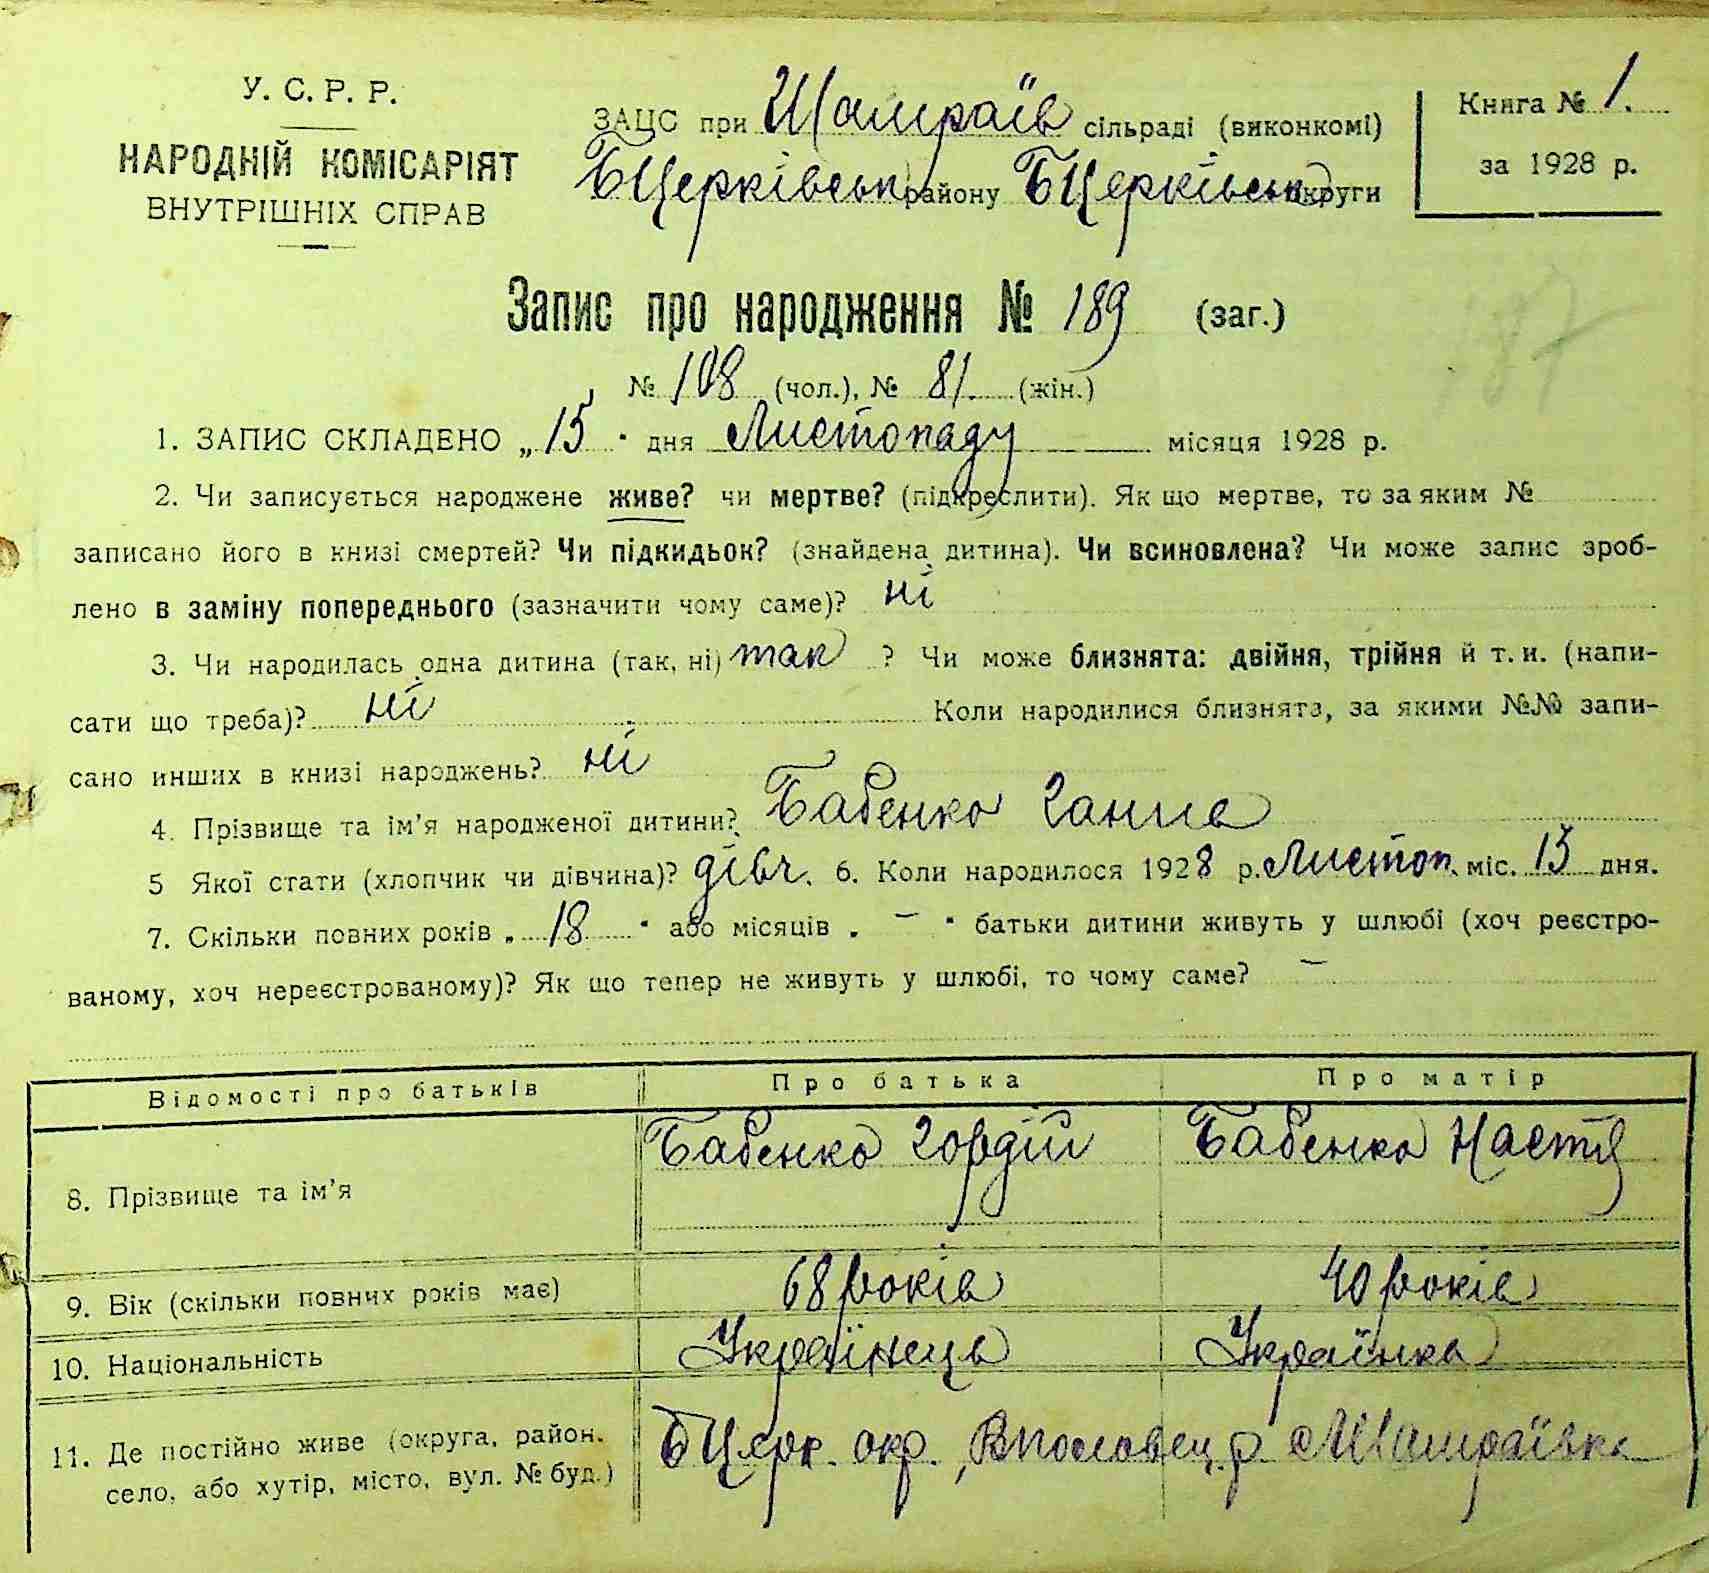 У. С. Р. Р.
НАРОДНІЙ КОМІСАРІЯТ
ВНУТРІШНІХ СПРАВ
ЗАЦС при Шамраїв сільраді (виконкомі)
БЦерківськ району БЦерківськ округи
Книга № 1.
за 1928 р.
Запис про народження № 189 (заг.)
187
№ 108 (чол.), № 81. (жін.)
1. ЗАПИС СКЛАДЕНО „15" дня Листопаду місяця 1928 р.
2. Чи записується народжене живе? чи мертве? (підкреслити). Як що мертве, то за яким №
записано його в книзі смертей? Чи підкидьок? (знайдена дитина). Чи всиновлена? Чи може запис зроб-
лено в заміну попереднього (зазначити чому саме)? ні
3. Чи народилась одна дитина (так, ні) так ? Чи може близнята: двійня, трійня й т. и. (напи-
сати що треба)? ні Коли народилися близнята, за якими №№ запи-
сано инших в книзі народжень? ні
4. Прізвище та ім'я народженої дитини? Бабенко Ганна
5 Якої стати (хлопчик чи дівчина)? дівч. 6. Коли народилося 1928 р. Листоп. міс. 13 дня.
7. Скільки повних років „18" або місяців „ – " батьки дитини живуть у шлюбі (хоч реєстро-
ваному, хоч нереєстрованому)? Як що тепер не живуть у шлюбі, то чому саме? –
Відомості про батьків Про батька Про матір
8. Прізвище та ім'я Бабенко Гордій Бабенко Настя
9. Вік (скільки повних років має) 68 років 40 років
10. Національність Українець Українка
11. Де постійно живе (округа, район,
село, або хутір, місто, вул. № буд.) БЦерк. окр., р. Шамраївка